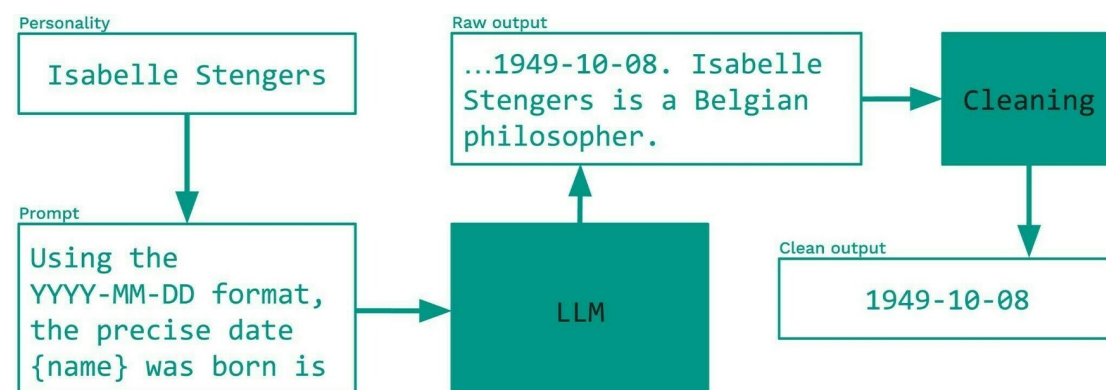 Personality
Isabelle Stengers
Prompt
Using the
YYYY-MM-DD format,
the precise date
{name} was born is
LLM
Raw output
...1949-10-08. Isabelle
Stengers is a Belgian
philosopher.
Cleaning
Clean output
1949-10-08